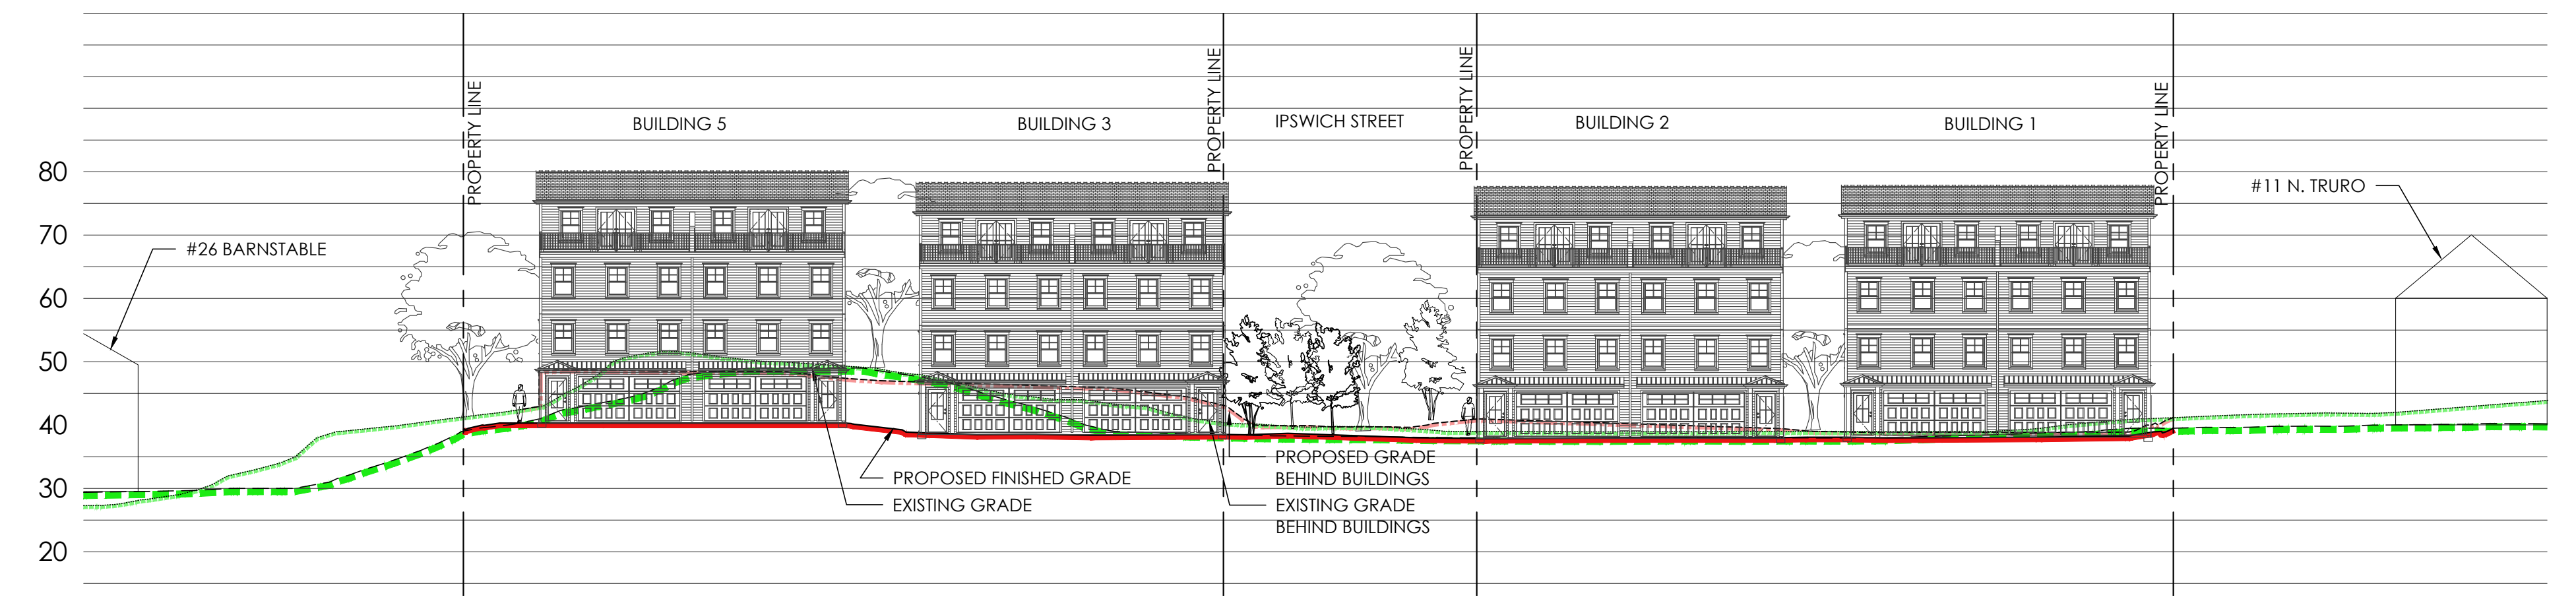 PROPERTY LINE
PROPERTY LINE
PROPERTY LINE
PROPERTY LINE
BUILDING 5
BUILDING 3
IPSWICH STREET
BUILDING 2
BUILDING 1
80
#11 N. TRURO
70
#26 BARNSTABLE
60
50
40
PROPOSED GRADE
BEHIND BUILDINGS
PROPOSED FINISHED GRADE
30
EXISTING GRADE
EXISTING GRADE
BEHIND BUILDINGS
20